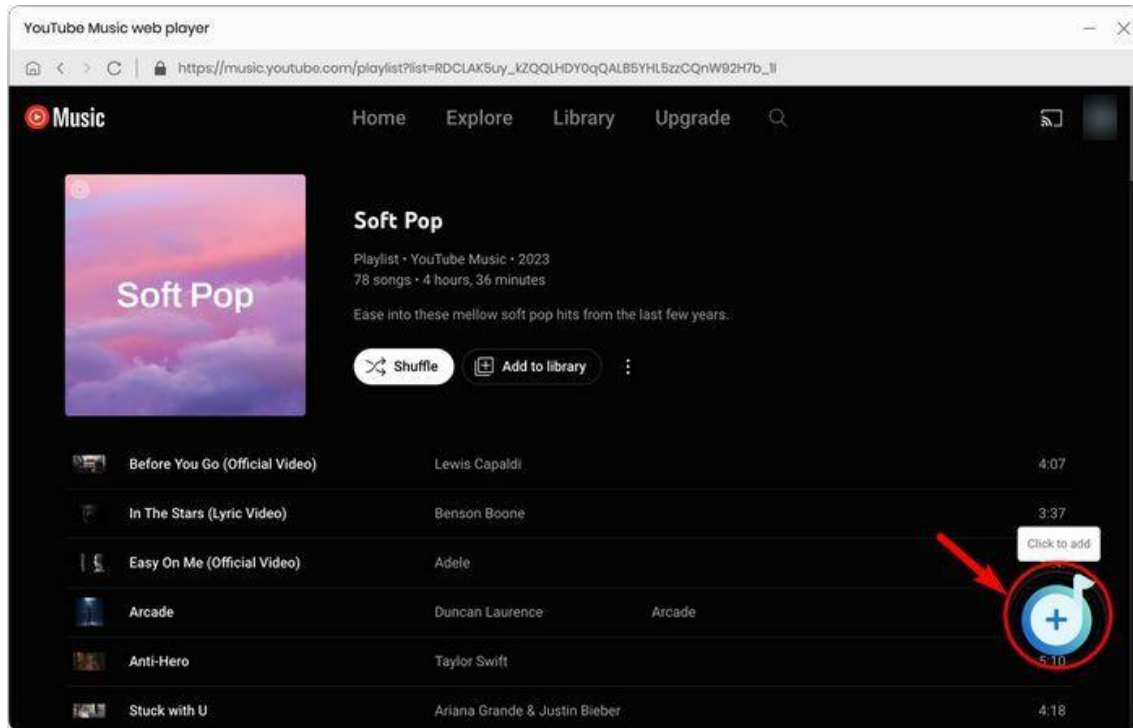 YouTube Music web player
https://music.youtube.com/playlist?list=RDCLAK5uy_kZQQLHDY0qQALB5YHL5zzCQnW92H7b_1I
Music Home Explore Library Upgrade
Soft Pop
Soft Pop
Playlist • YouTube Music • 2023
78 songs • 4 hours, 36 minutes
Ease into these mellow soft pop hits from the last few years.
Shuffle Add to library
Before You Go (Official Video) Lewis Capaldi 4:07
In The Stars (Lyric Video) Benson Boone 3:37
Click to add
Easy On Me (Official Video) Adele
Arcade Duncan Laurence Arcade
Anti-Hero Taylor Swift 5:10
Stuck with U Ariana Grande & Justin Bieber 4:18